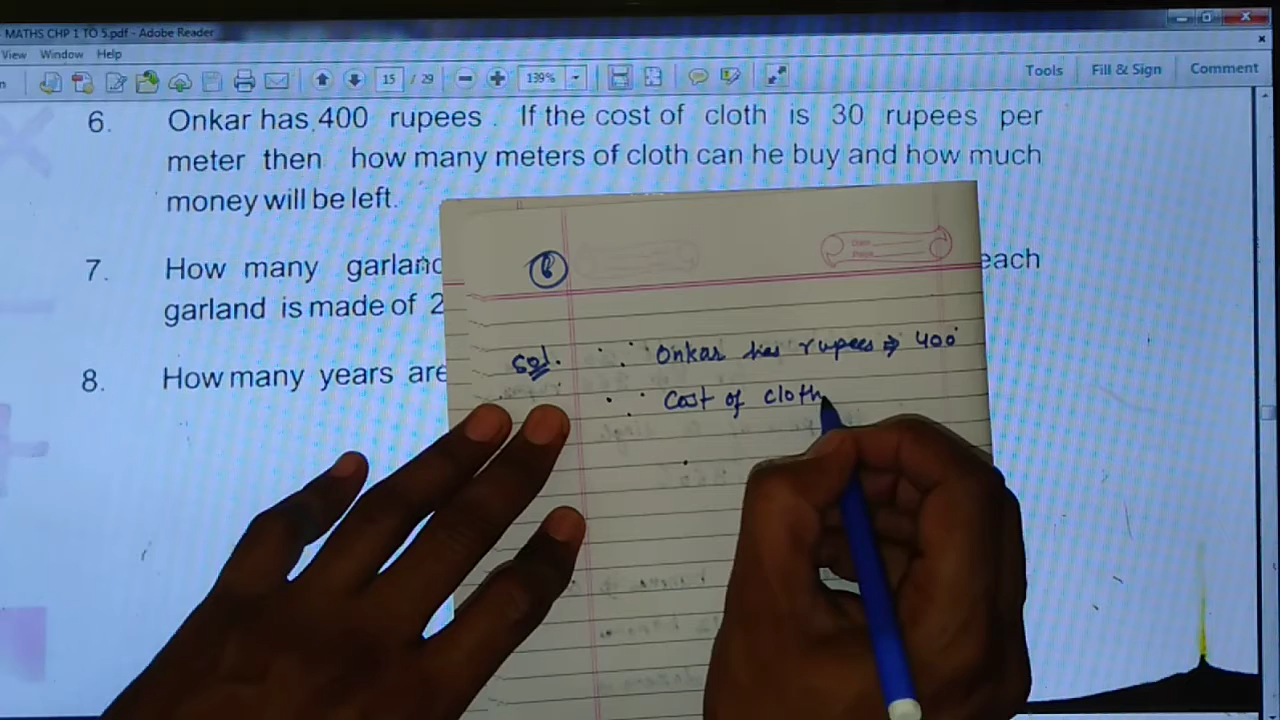 MATHS CHP 1 TO 5.pdf - Adobe Reader
View Window Help
15 / 29 139% Tools Fill & Sign Comment
6. Onkar has 400 rupees . If the cost of cloth is 30 rupees per
meter then how many meters of cloth can he buy and how much
money will be left.
7. How many garland each
garland is made of 2
8. How many years are
6
Sol. ∵ Onkar has rupees ⇒ 400
∵ Cost of cloth